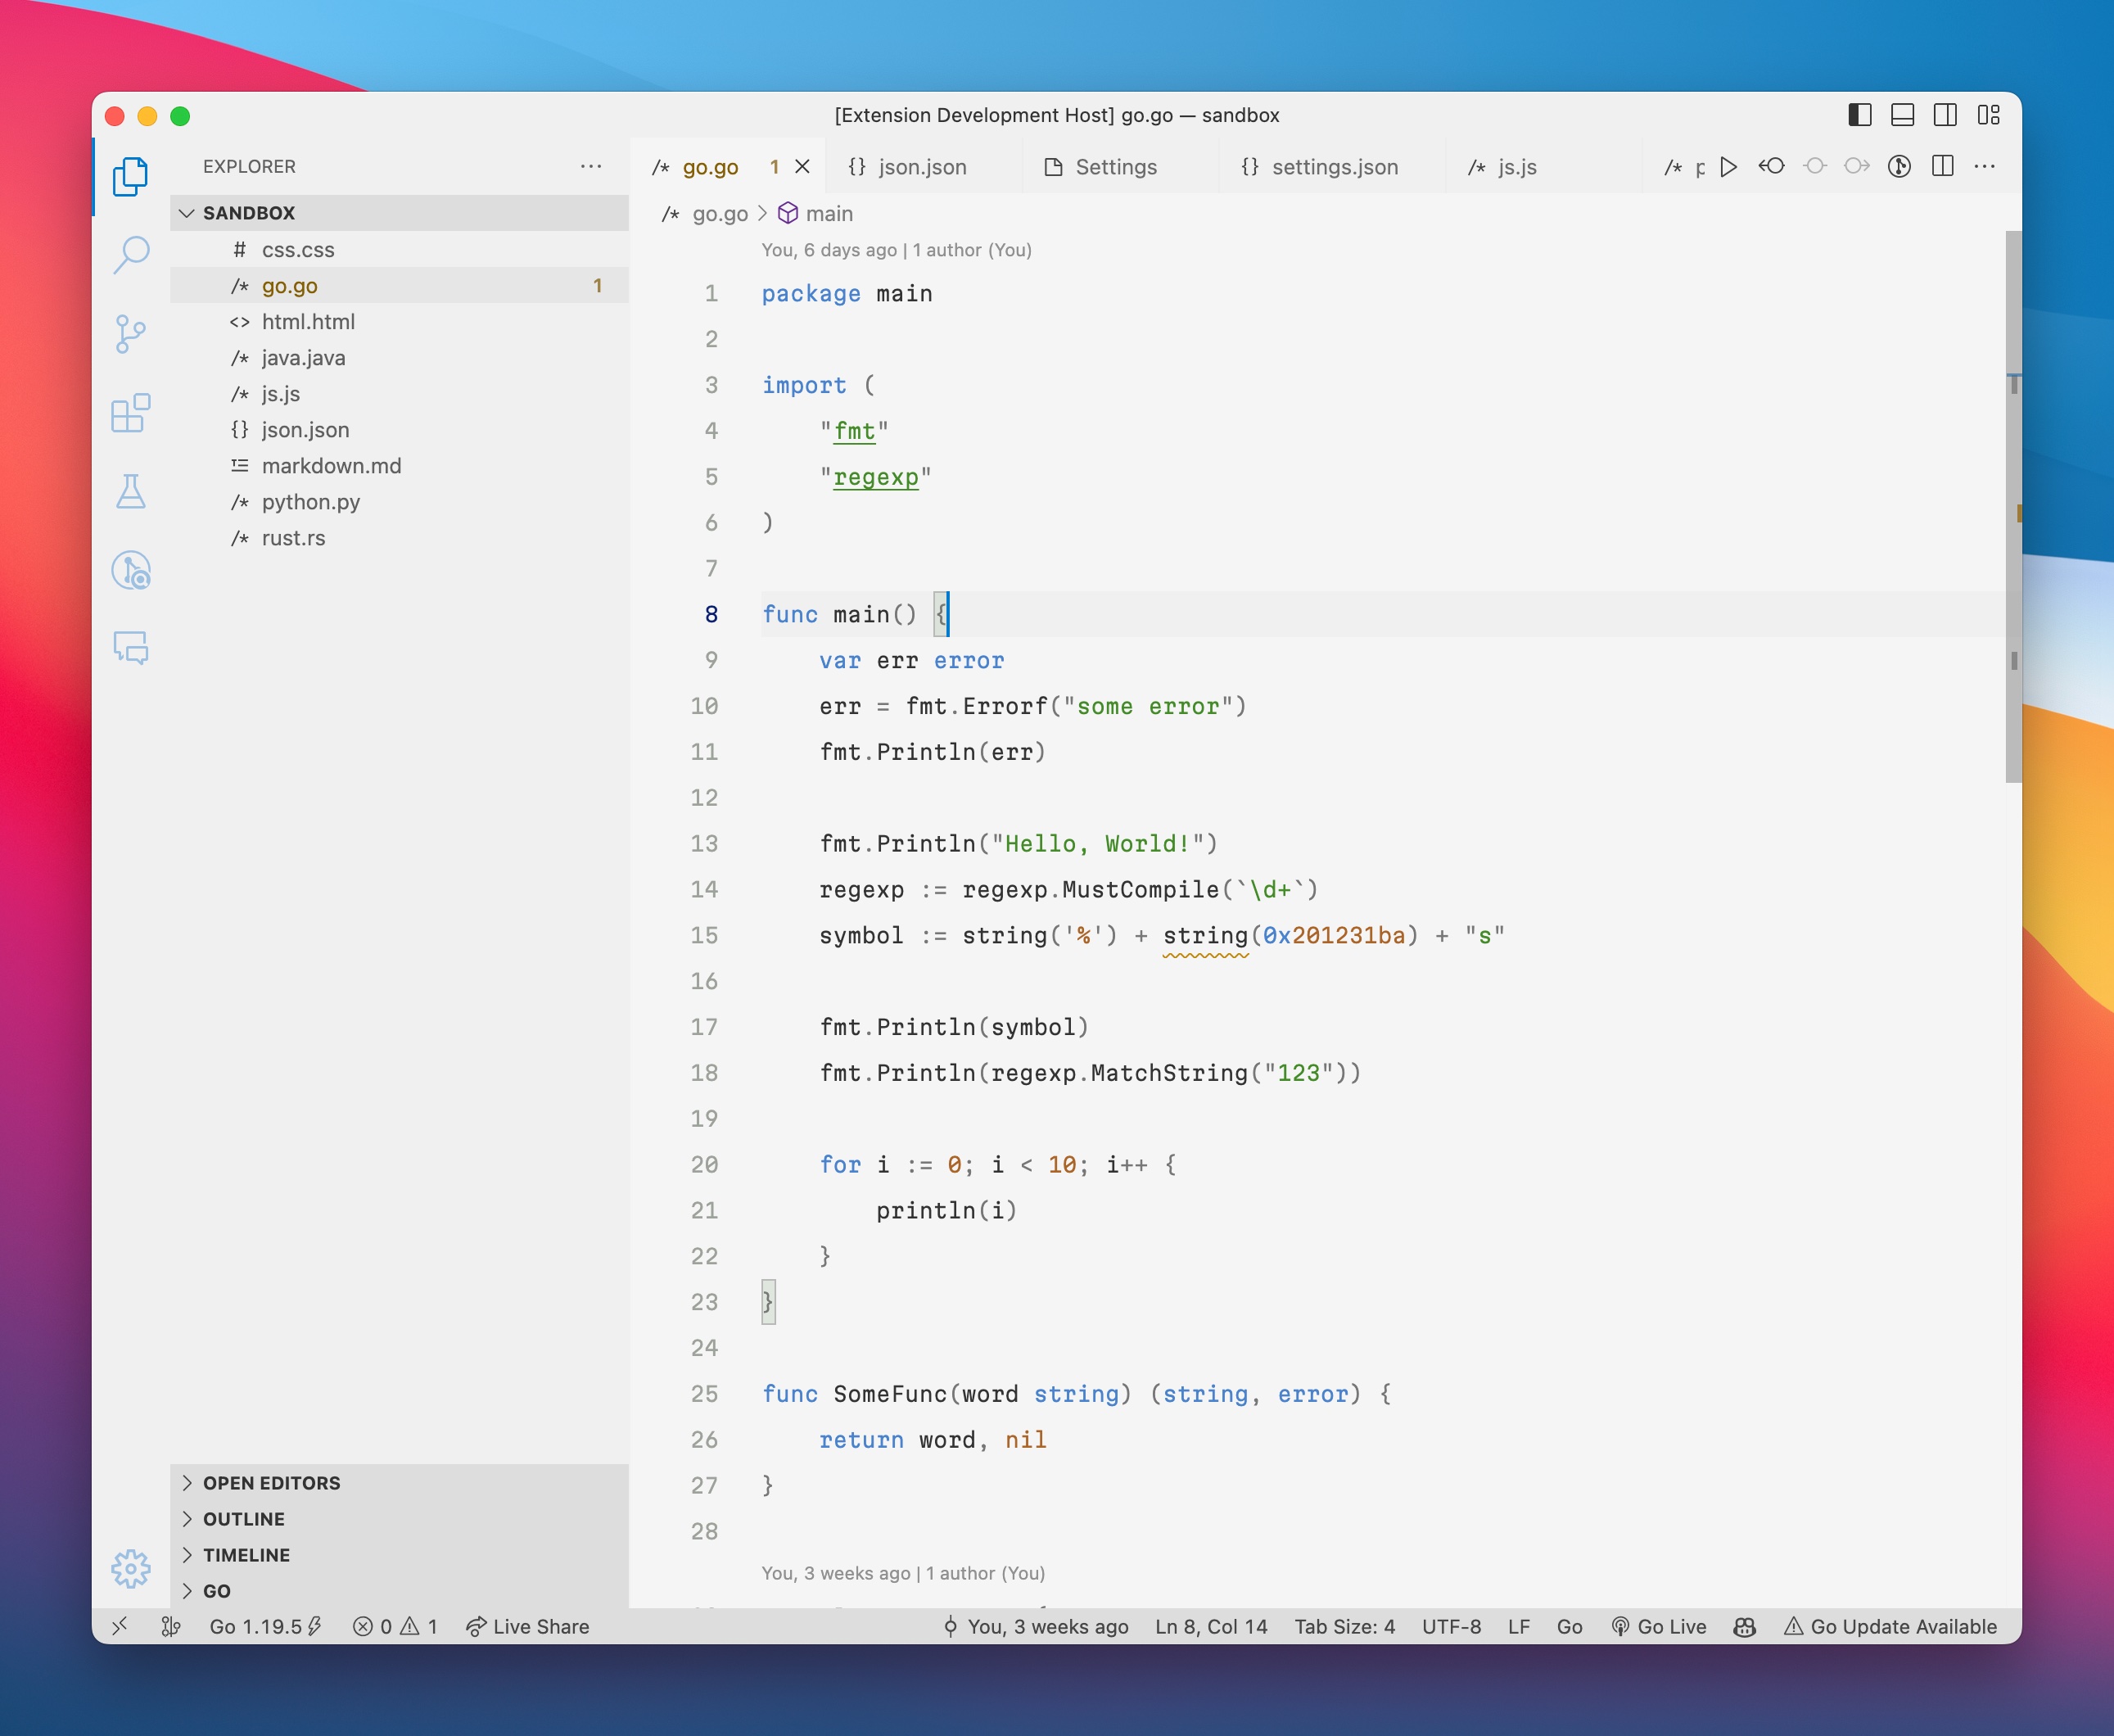 [Extension Development Host] go.go — sandbox
EXPLORER
SANDBOX
# css.css
/* go.go 1
<> html.html
/* java.java
/* js.js
{} json.json
markdown.md
/* python.py
/* rust.rs
OPEN EDITORS
OUTLINE
TIMELINE
GO
/* go.go 1
{} json.json
Settings
{} settings.json
/* js.js
/* p
/* go.go > main
You, 6 days ago | 1 author (You)
1 package main
2
3 import (
4 "fmt"
5 "regexp"
6 )
7
8 func main() {
9 var err error
10 err = fmt.Errorf("some error")
11 fmt.Println(err)
12
13 fmt.Println("Hello, World!")
14 regexp := regexp.MustCompile(`\d+`)
15 symbol := string('%') + string(0x201231ba) + "s"
16
17 fmt.Println(symbol)
18 fmt.Println(regexp.MatchString("123"))
19
20 for i := 0; i < 10; i++ {
21 println(i)
22 }
23 }
24
25 func SomeFunc(word string) (string, error) {
26 return word, nil
27 }
28
You, 3 weeks ago | 1 author (You)
Go 1.19.5 0 1 Live Share You, 3 weeks ago Ln 8, Col 14 Tab Size: 4 UTF-8 LF Go Go Live Go Update Available